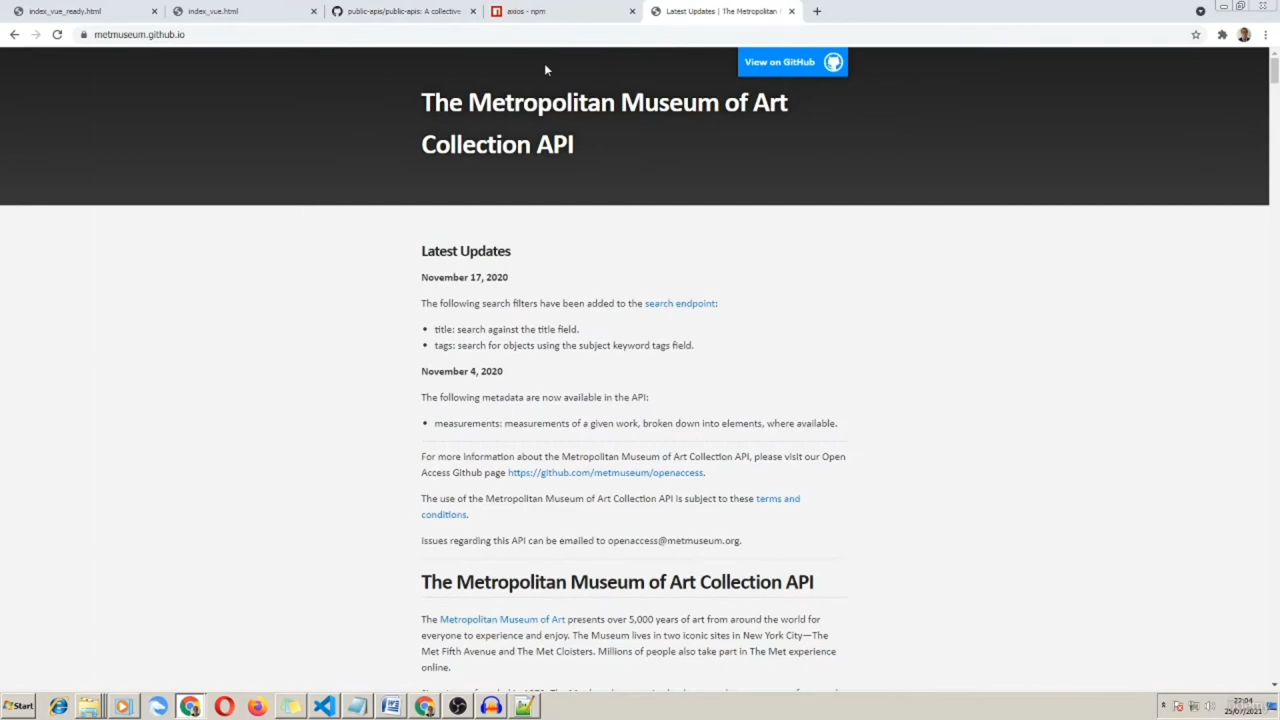 index_vue_ready.html
index_vue.html
public-apis/public-apis: A collective
axios - npm
Latest Updates | The Metropolitan
metmuseum.github.io
View on GitHub
The Metropolitan Museum of Art
Collection API
Latest Updates
November 17, 2020
The following search filters have been added to the search endpoint:
title: search against the title field.
tags: search for objects using the subject keyword tags field.
November 4, 2020
The following metadata are now available in the API:
measurements: measurements of a given work, broken down into elements, where available.
For more information about the Metropolitan Museum of Art Collection API, please visit our Open
Access Github page https://github.com/metmuseum/openaccess.
The use of the Metropolitan Museum of Art Collection API is subject to these terms and
conditions.
Issues regarding this API can be emailed to openaccess@metmuseum.org.
The Metropolitan Museum of Art Collection API
The Metropolitan Museum of Art presents over 5,000 years of art from around the world for
everyone to experience and enjoy. The Museum lives in two iconic sites in New York City—The
Met Fifth Avenue and The Met Cloisters. Millions of people also take part in The Met experience
online.
Start
22:04
25/07/2021